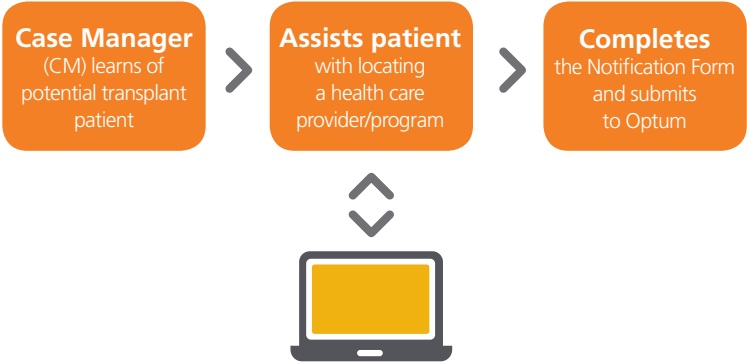 Case Manager
(CM) learns of
potential transplant
patient
Assists patient
with locating
a health care
provider/program
Completes
the Notification Form
and submits
to Optum